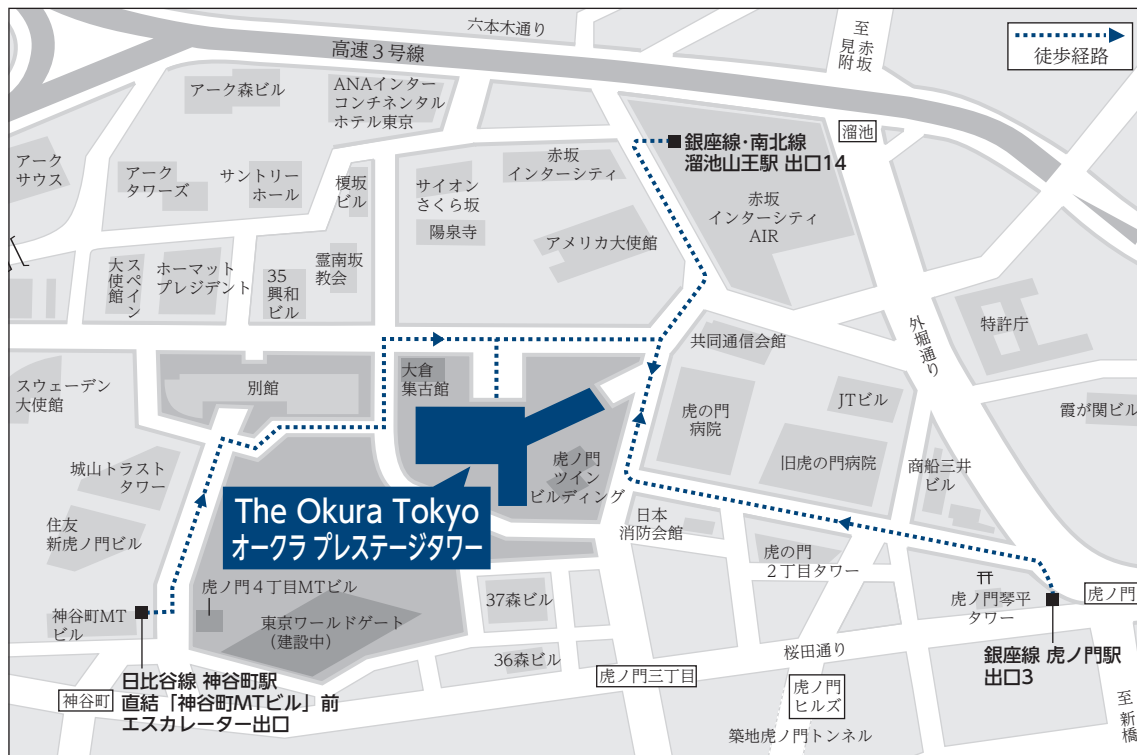 六本木通り
高速3号線
至
赤坂
見附
徒歩経路
アーク森ビル
ANAインター
コンチネンタル
ホテル東京
溜池
銀座線・南北線
溜池山王駅 出口14
アーク
サウス
アーク
タワーズ
サントリー
ホール
榎坂
ビル
サイオン
さくら坂
赤坂
インターシティ
陽泉寺
アメリカ大使館
赤坂
インターシティ
AIR
スペイン
大使館
ホーマット
プレジデント
35
興和
ビル
霊南坂
教会
外堀通り
特許庁
共同通信会館
スウェーデン
大使館
別館
大倉
集古館
虎の門
病院
JTビル
霞が関ビル
城山トラスト
タワー
虎ノ門
ツイン
ビルディング
旧虎の門病院
商船三井
ビル
住友
新虎ノ門ビル
The Okura Tokyo
オークラ プレステージタワー
日本
消防会館
虎の門
2丁目タワー
虎ノ門4丁目MTビル
神谷町MT
ビル
東京ワールドゲート
(建設中)
37森ビル
36森ビル
虎ノ門琴平
タワー
虎ノ門
桜田通り
銀座線 虎ノ門駅
出口3
神谷町
日比谷線 神谷町駅
直結「神谷町MTビル」前
エスカレーター出口
虎ノ門三丁目
虎ノ門
ヒルズ
築地虎ノ門トンネル
至
新橋